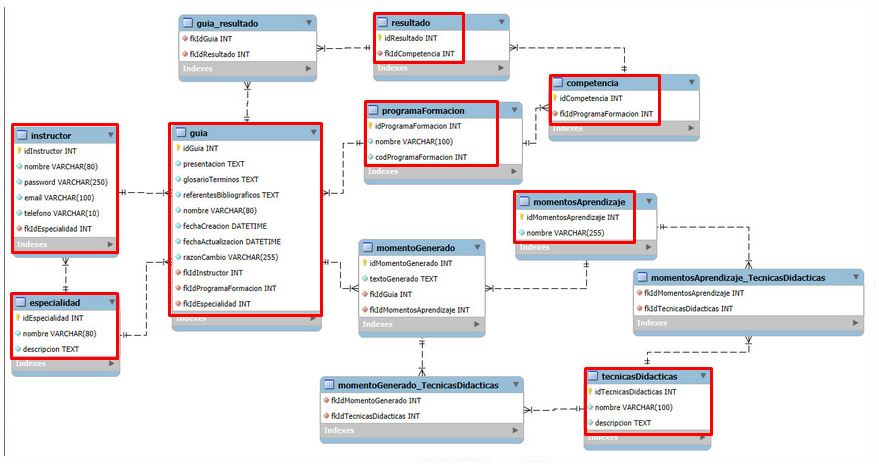 guia_resultado
fkIdGuia INT
fkIdResultado INT
Indexes
resultado
idResultado INT
fkIdCompetencia INT
Indexes
competencia
idCompetencia INT
fkIdProgramaFormacion INT
Indexes
programaFormacion
idProgramaFormacion INT
nombre VARCHAR(100)
codProgramaFormacion INT
Indexes
instructor
idInstructor INT
nombre VARCHAR(80)
password VARCHAR(250)
email VARCHAR(100)
telefono VARCHAR(10)
fkIdEspecialidad INT
Indexes
guia
idGuia INT
presentacion TEXT
glosarioTerminos TEXT
referentesBibliograficos TEXT
nombre VARCHAR(80)
fechaCreacion DATETIME
fechaActualizacion DATETIME
razonCambio VARCHAR(255)
fkIdInstructor INT
fkIdProgramaFormacion INT
fkIdEspecialidad INT
Indexes
momentosAprendizaje
idMomentosAprendizaje INT
nombre VARCHAR(255)
Indexes
momentoGenerado
idMomentoGenerado INT
textoGenerado TEXT
fkIdGuia INT
fkIdMomentosAprendizaje INT
Indexes
momentosAprendizaje_TecnicasDidacticas
fkIdMomentosAprendizaje INT
fkIdTecnicasDidacticas INT
Indexes
especialidad
idEspecialidad INT
nombre VARCHAR(80)
descripcion TEXT
Indexes
momentoGenerado_TecnicasDidacticas
fkIdMomentoGenerado INT
fkIdTecnicasDidacticas INT
Indexes
tecnicasDidacticas
idTecnicasDidacticas INT
nombre VARCHAR(100)
descripcion TEXT
Indexes